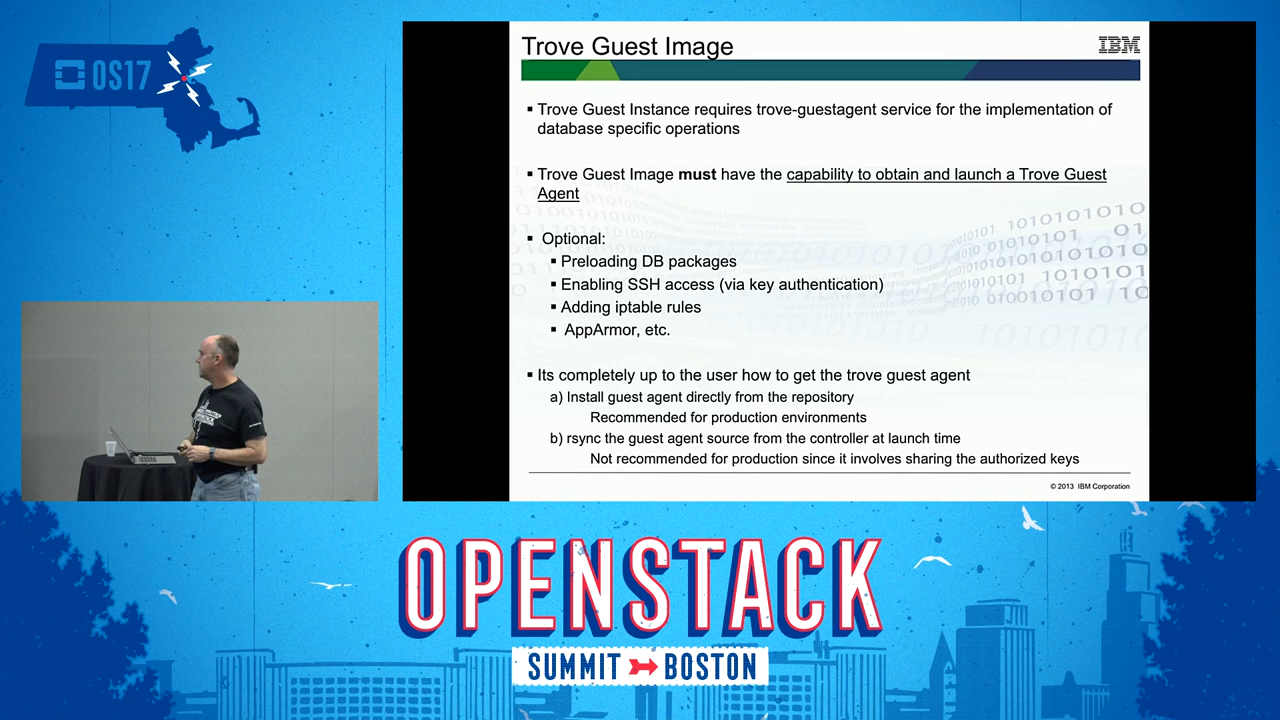 OS17
Trove Guest Image
IBM
▪ Trove Guest Instance requires trove-guestagent service for the implementation of
database specific operations
▪ Trove Guest Image must have the capability to obtain and launch a Trove Guest
Agent
▪ Optional:
▪ Preloading DB packages
▪ Enabling SSH access (via key authentication)
▪ Adding iptable rules
▪ AppArmor, etc.
▪ Its completely up to the user how to get the trove guest agent
a) Install guest agent directly from the repository
Recommended for production environments
b) rsync the guest agent source from the controller at launch time
Not recommended for production since it involves sharing the authorized keys
© 2013 IBM Corporation
OPENSTACK
SUMMIT BOSTON